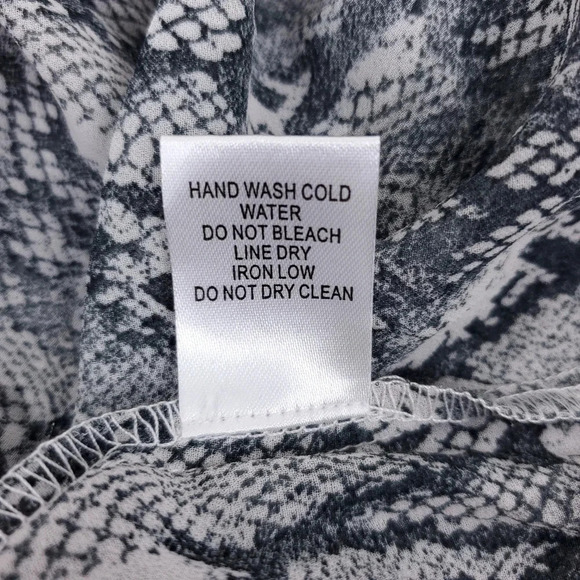 HAND WASH COLD
WATER
DO NOT BLEACH
LINE DRY
IRON LOW
DO NOT DRY CLEAN